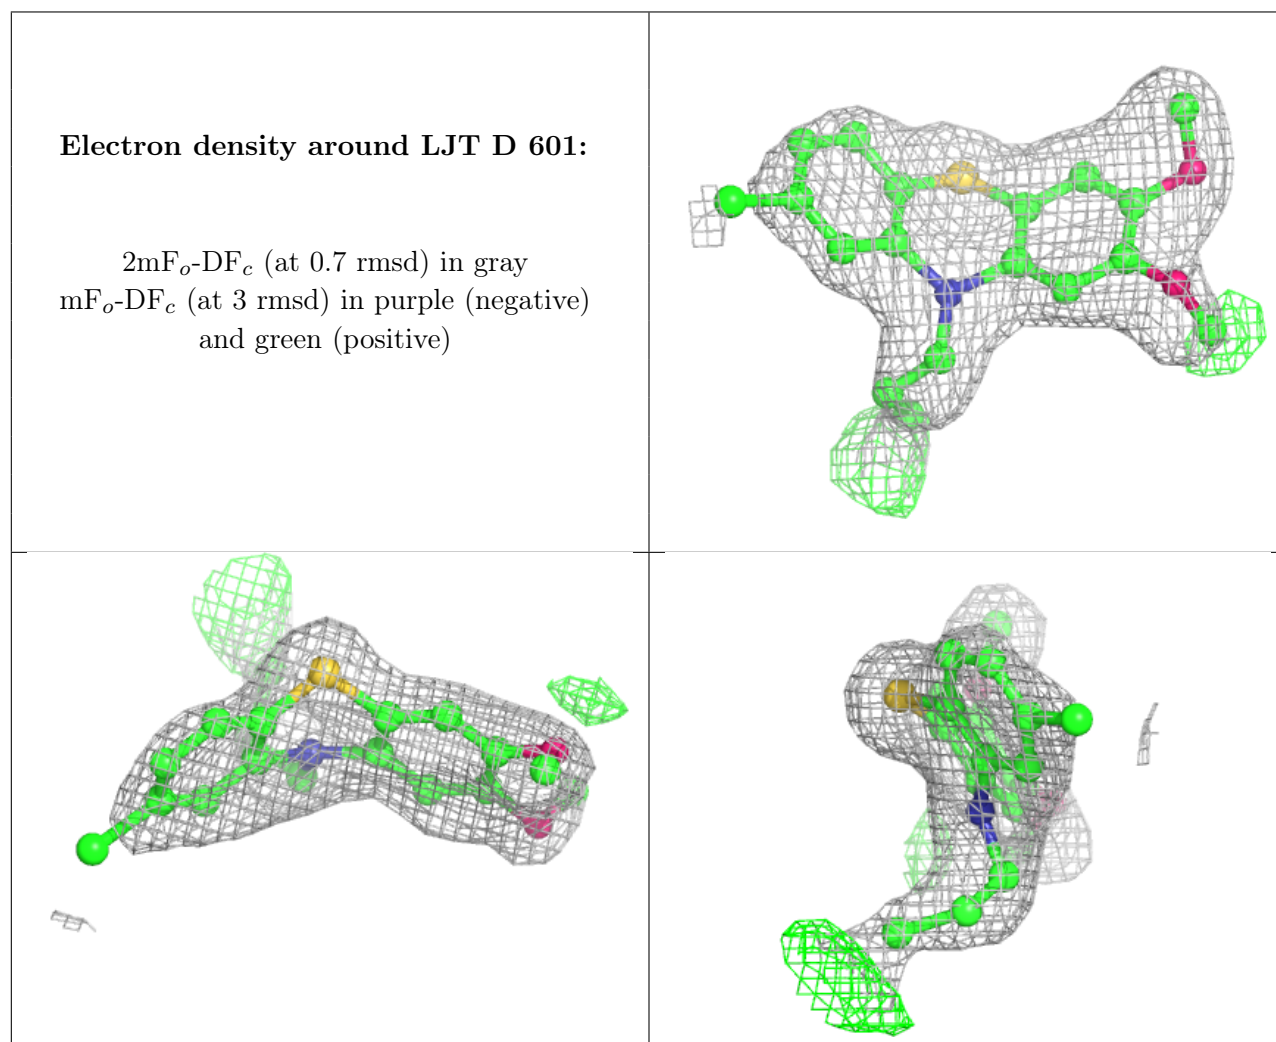 Electron density around LJT D 601:
2mFo-DFc (at 0.7 rmsd) in gray
mFo-DFc (at 3 rmsd) in purple (negative)
and green (positive)